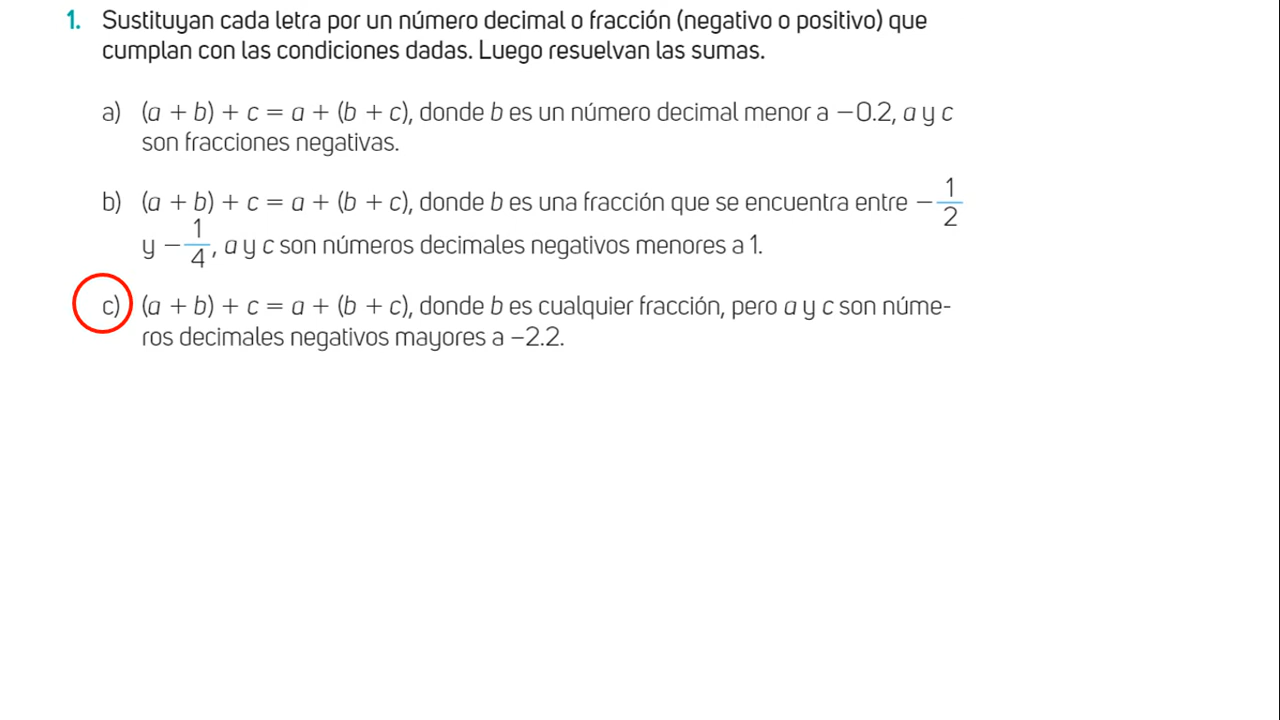 1. Sustituyan cada letra por un número decimal o fracción (negativo o positivo) que
cumplan con las condiciones dadas. Luego resuelvan las sumas.
a) (a + b) + c = a + (b + c), donde b es un número decimal menor a −0.2, a y c
son fracciones negativas.
b) (a + b) + c = a + (b + c), donde b es una fracción que se encuentra entre −1/2
y −1/4, a y c son números decimales negativos menores a 1.
c) (a + b) + c = a + (b + c), donde b es cualquier fracción, pero a y c son núme-
ros decimales negativos mayores a −2.2.